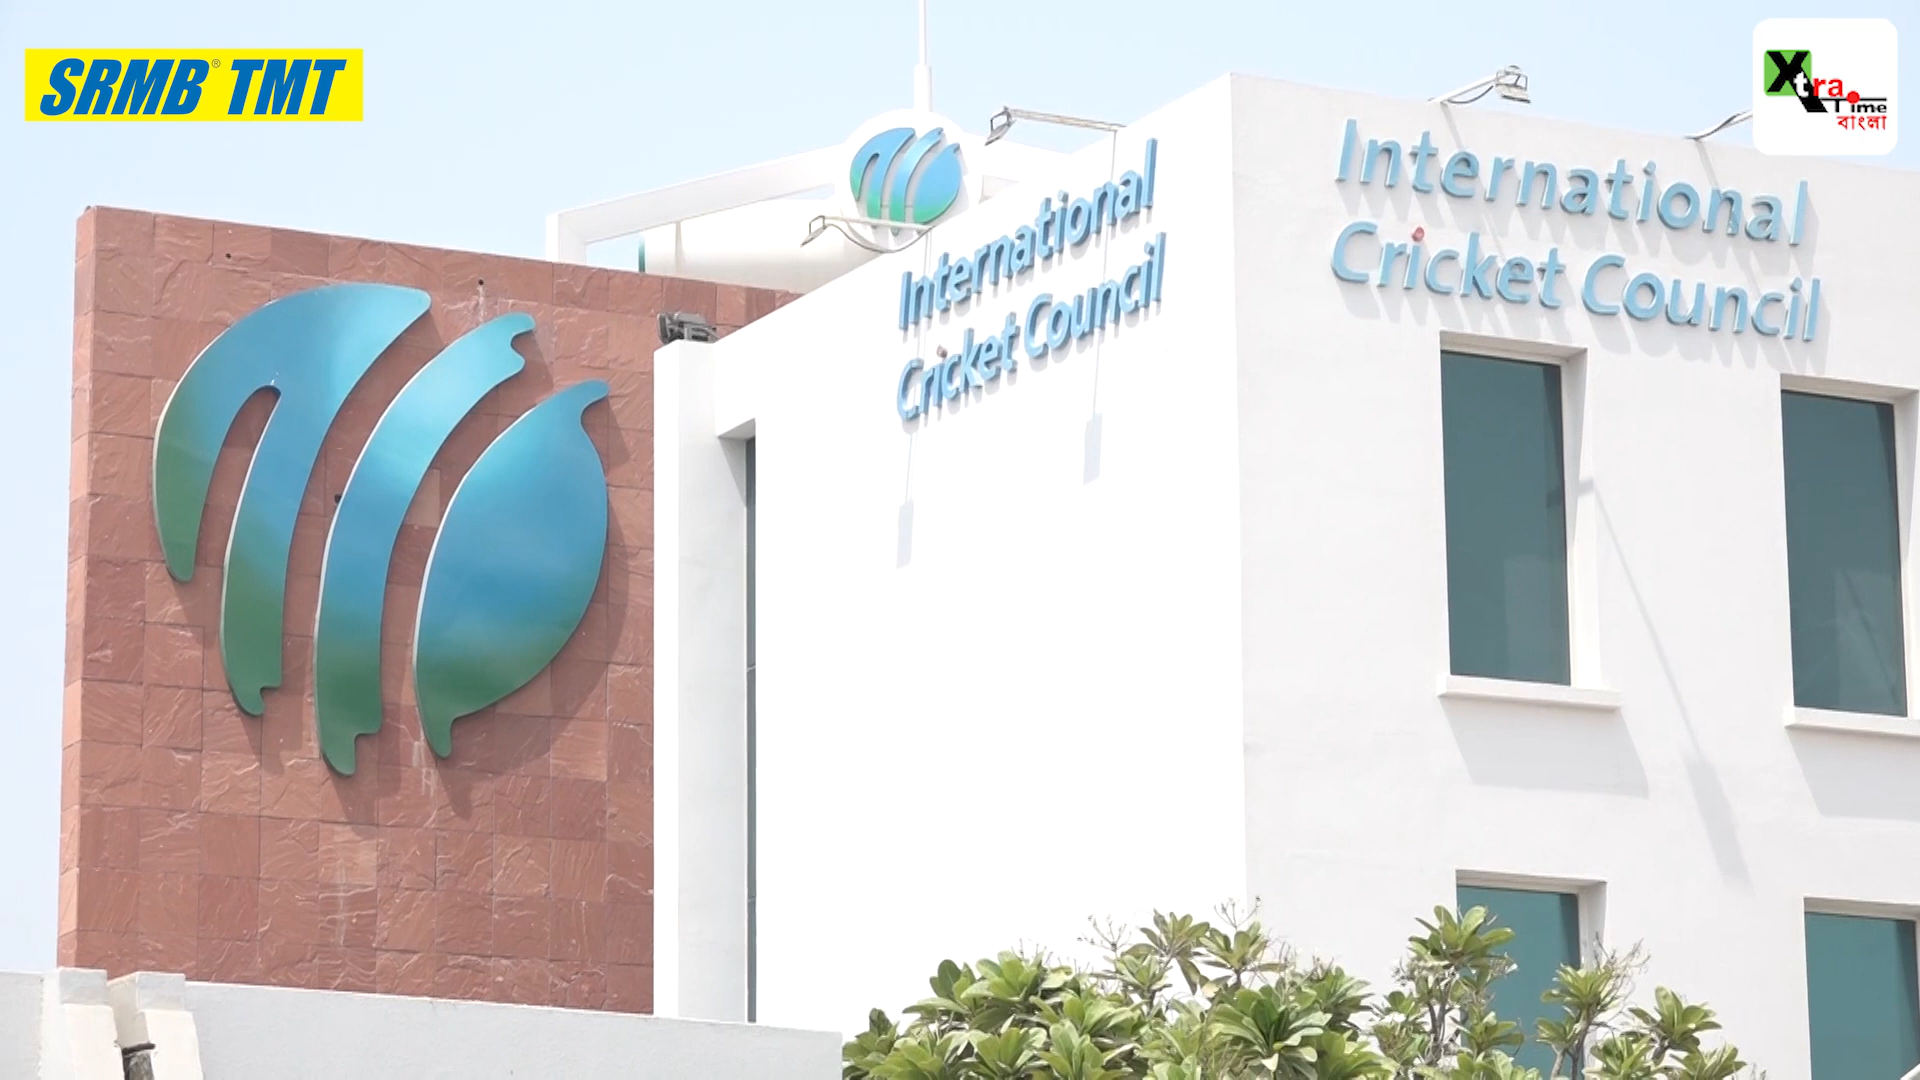 SRMB® TMT
Xtra
Time
বাংলা
International
Cricket Council
International
Cricket Council